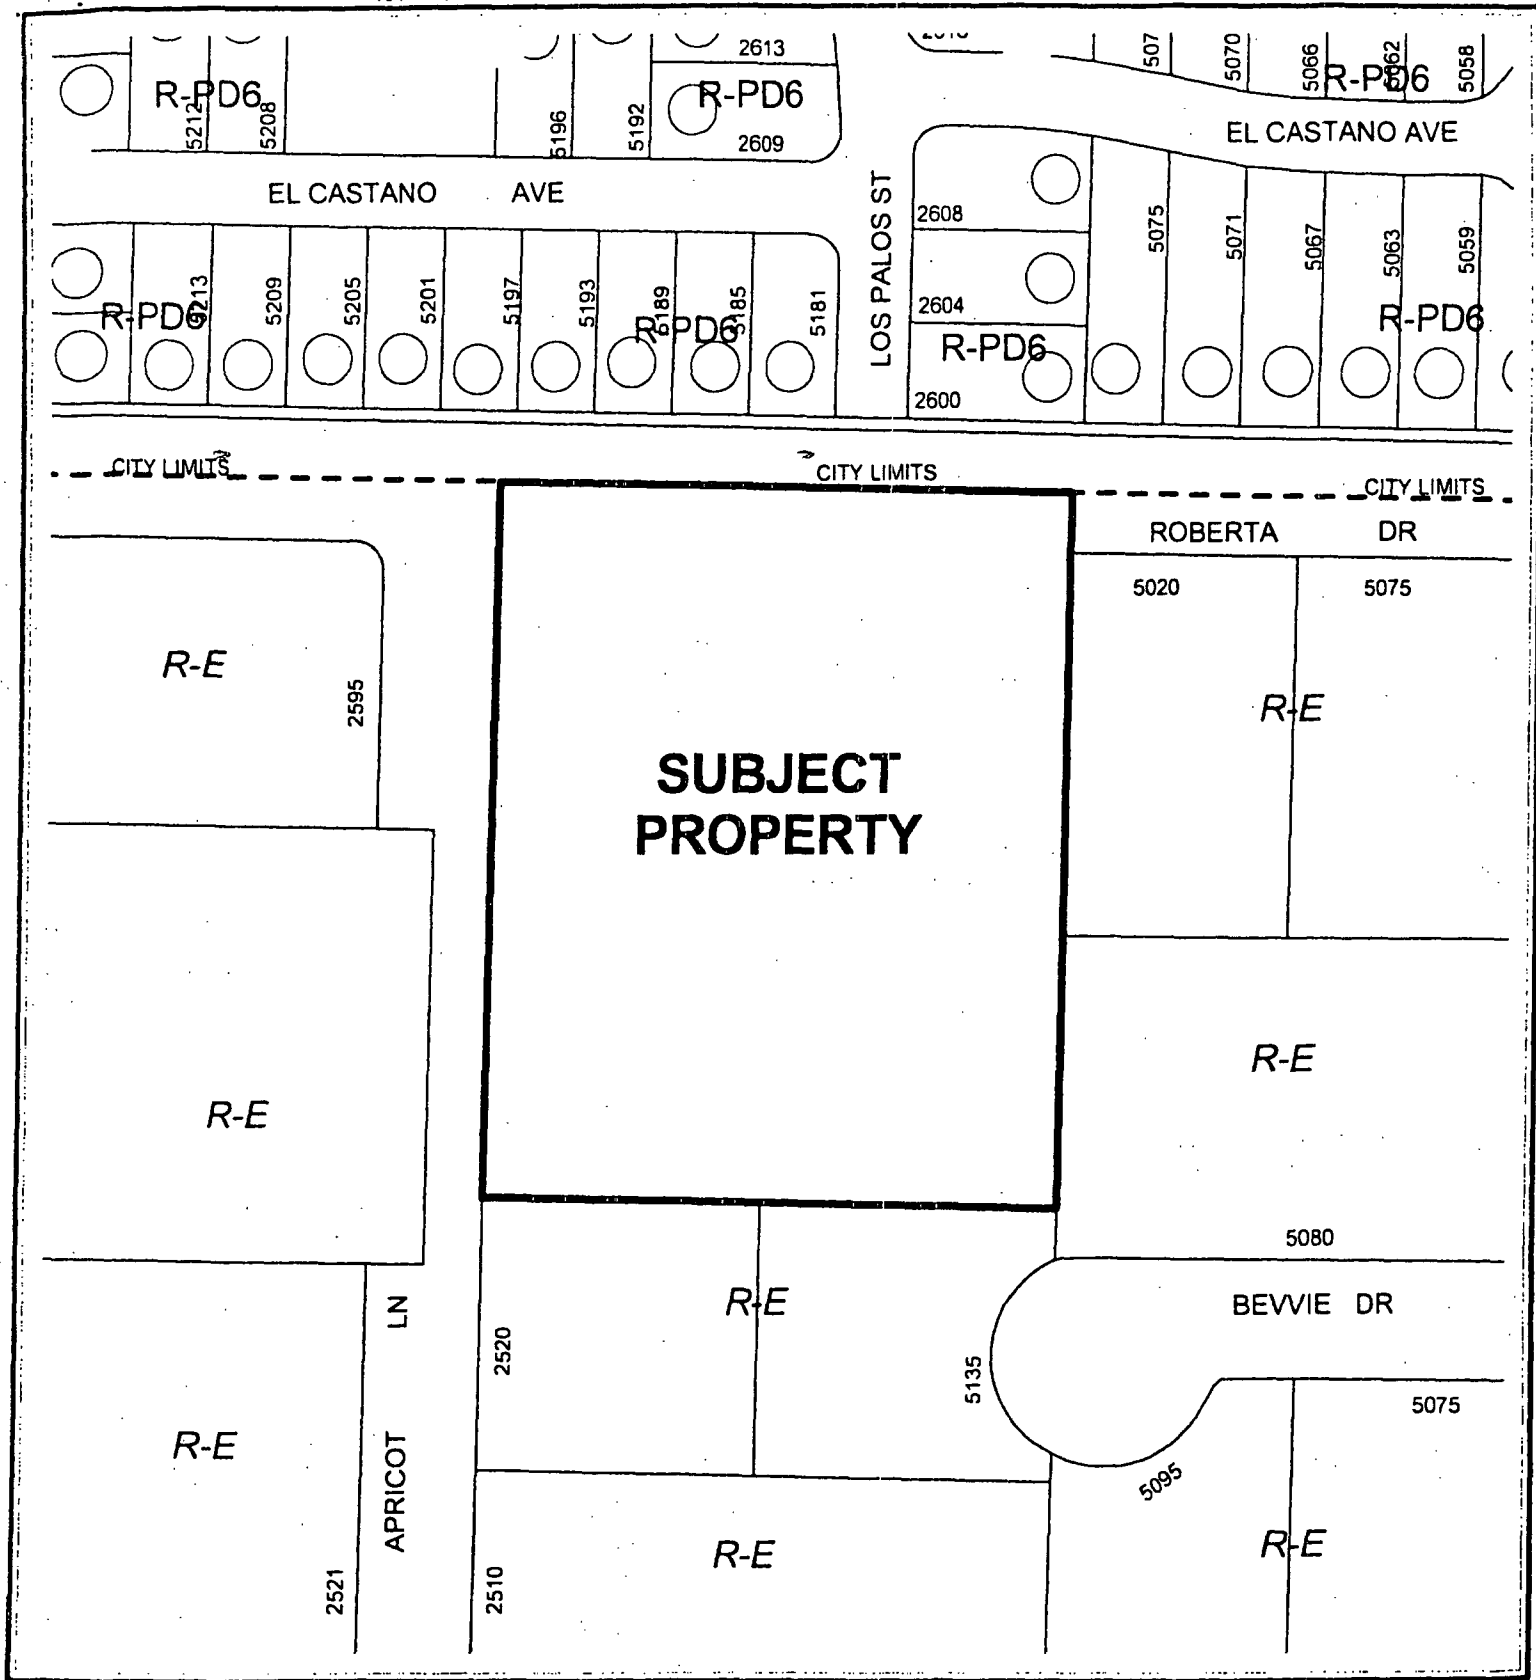 2613
507
5070
5066
5062
5058
R-PD6
R-PD6
R-PD6
5212
5208
5196
5192
2609
EL CASTANO AVE
EL CASTANO AVE
LOS PALOS ST
2608
2604
2600
5075
5071
5067
5063
5059
5213
5209
5205
5201
5197
5193
5189
5185
5181
R-PD6
R-PD6
R-PD6
R-PD6
CITY LIMITS
CITY LIMITS
CITY LIMITS
ROBERTA DR
5020
5075
R-E
2595
R-E
SUBJECT
PROPERTY
R-E
R-E
5080
BEVVIE DR
R-E
2520
5135
5075
5095
R-E
APRICOT LN
2521
2510
R-E
R-E